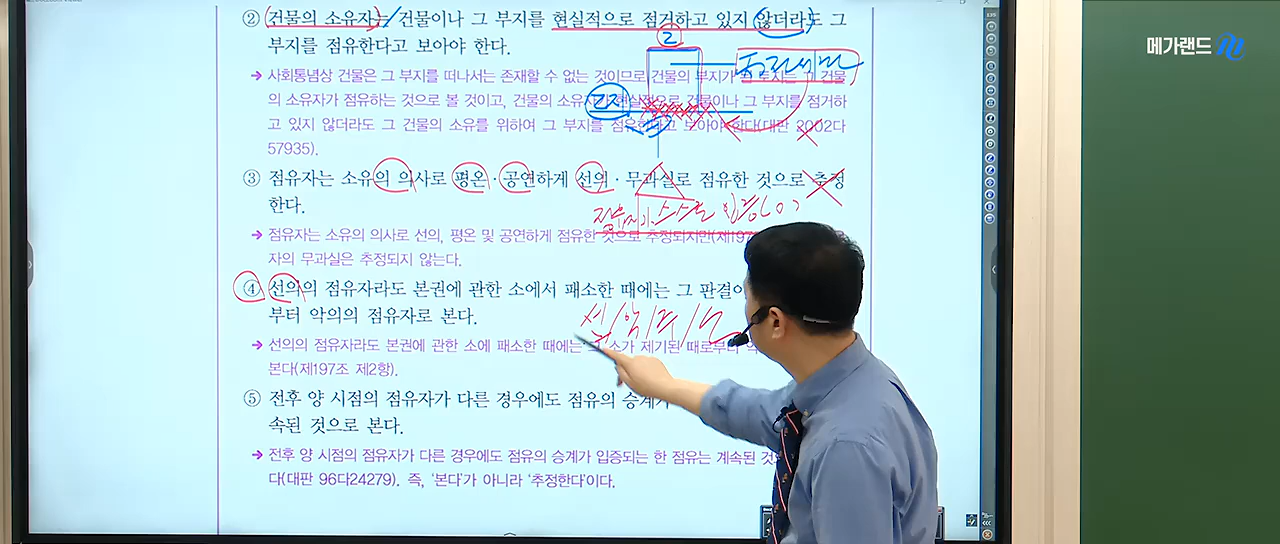 ② 건물의 소유자는 건물이나 그 부지를 현실적으로 점거하고 있지 않더라도 그
부지를 점유한다고 보아야 한다.
→ 사회통념상 건물은 그 부지를 떠나서는 존재할 수 없는 것이므로 건물의 부지가 된 토지는 그 건물
의 소유자가 점유하는 것으로 볼 것이고, 건물의 소유자가 현실적으로 건물이나 그 부지를 점거하
고 있지 않더라도 그 건물의 소유를 위하여 그 부지를 점유한다고 보아야 한다(대판 2002다
57935).
③ 점유자는 소유의 의사로 평온·공연하게 선의·무과실로 점유한 것으로 추정
한다.
→ 점유자는 소유의 의사로 선의, 평온 및 공연하게 점유한 것으로 추정되지만(제197
자의 무과실은 추정되지 않는다.
④ 선의의 점유자라도 본권에 관한 소에서 패소한 때에는 그 판결이
부터 악의의 점유자로 본다.
→ 선의의 점유자라도 본권에 관한 소에 패소한 때에는 그 소가 제기된 때로부터
본다(제197조 제2항).
⑤ 전후 양 시점의 점유자가 다른 경우에도 점유의 승계가
속된 것으로 본다.
→ 전후 양 시점의 점유자가 다른 경우에도 점유의 승계가 입증되는 한 점유는 계속된 것
다(대판 96다24279). 즉, '본다'가 아니라 '추정한다'이다.
메가랜드